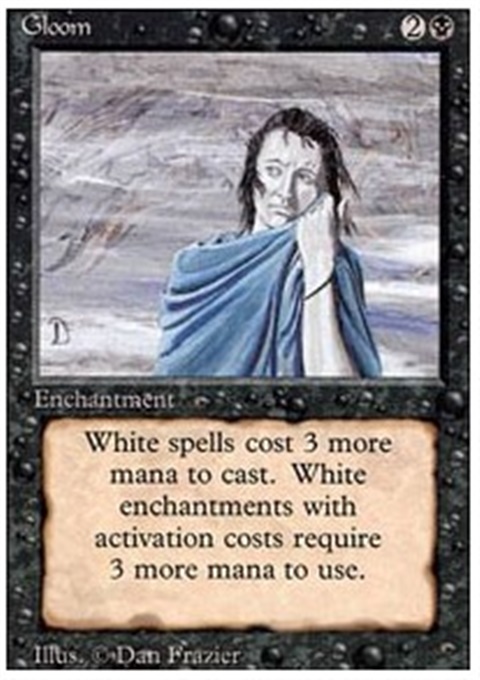 Gloom 2
D
Enchantment
White spells cost 3 more
mana to cast. White
enchantments with
activation costs require
3 more mana to use.
Illus. © Dan Frazier